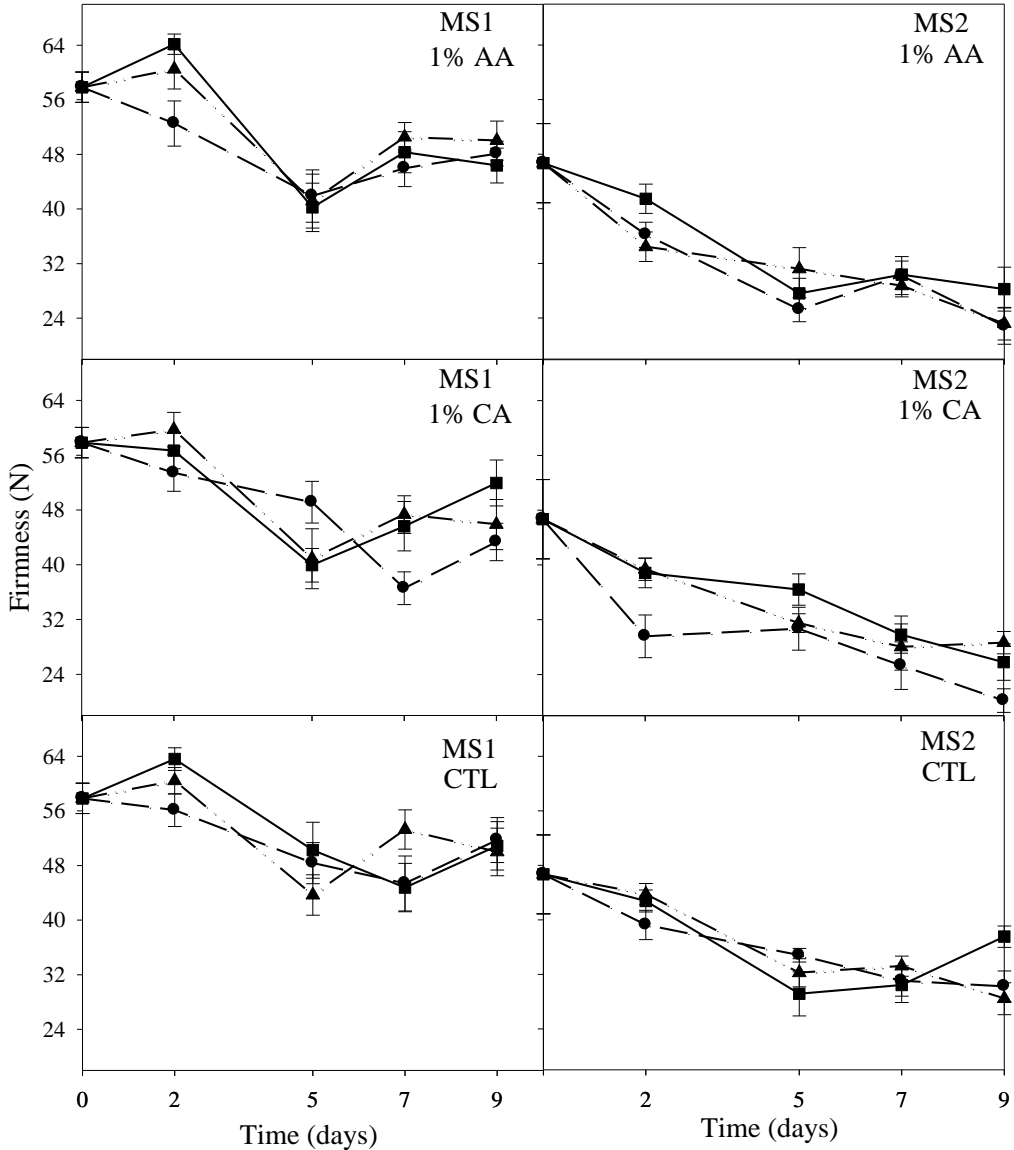 MS1
1% AA
MS2
1% AA
64
56
48
40
32
24
MS1
1% CA
MS2
1% CA
64
56
48
40
32
24
Firmness (N)
MS1
CTL
MS2
CTL
64
56
48
40
32
24
0 2 5 7 9 2 5 7 9
Time (days) Time (days)